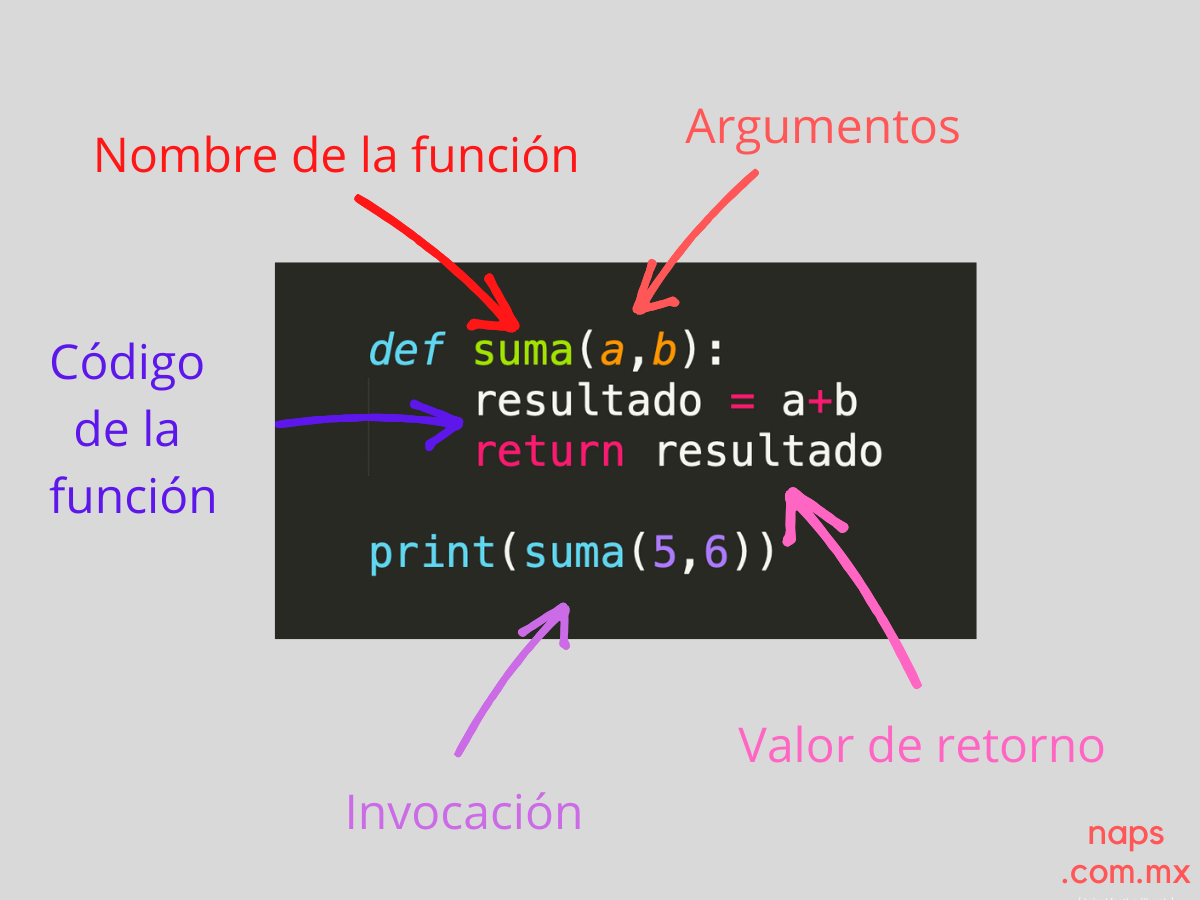 Nombre de la función
Argumentos
Código
de la
función
def suma(a,b):
resultado = a+b
return resultado
print(suma(5,6))
Valor de retorno
Invocación
naps
.com.mx